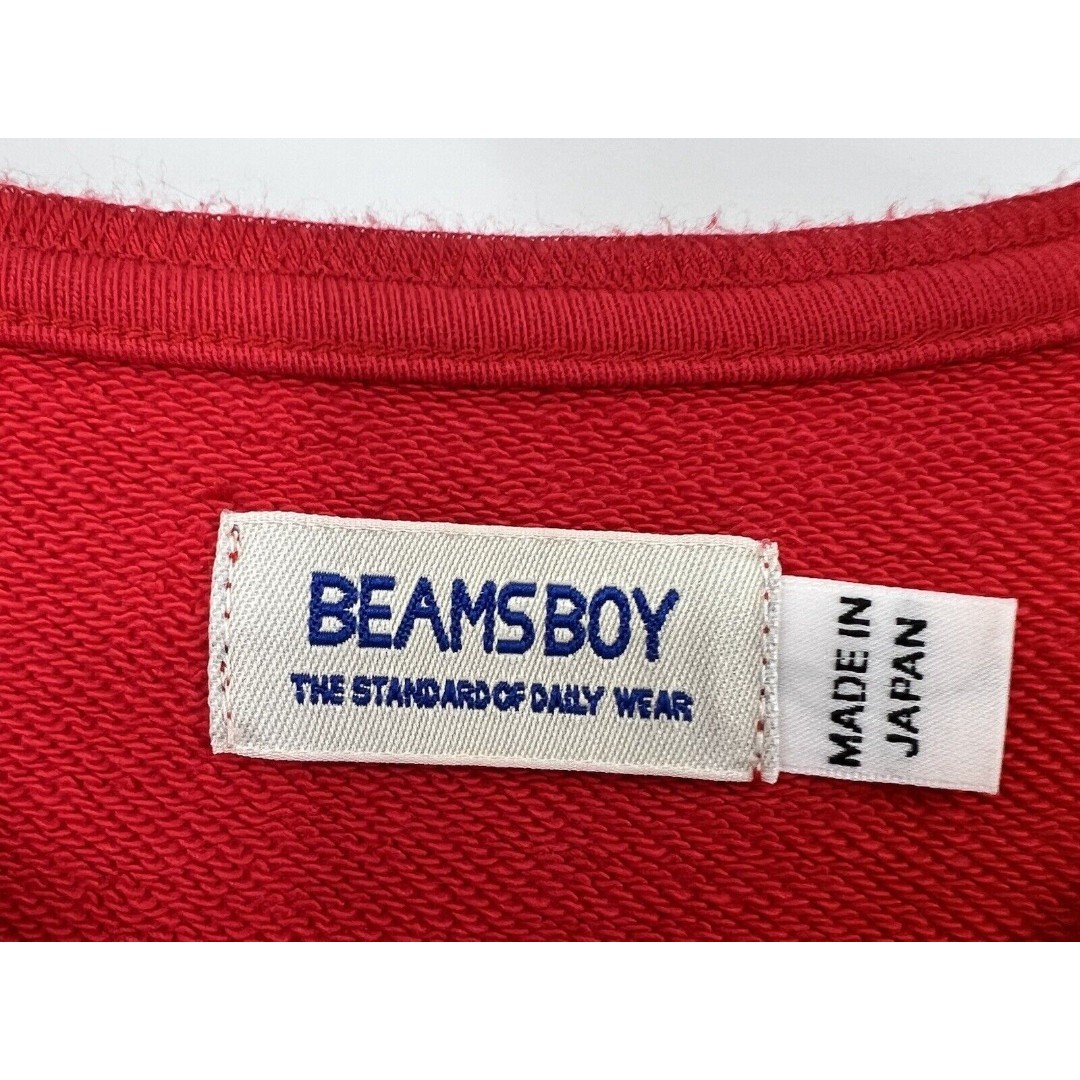 BEAMS BOY
THE STANDARD OF DAILY WEAR
MADE IN
JAPAN